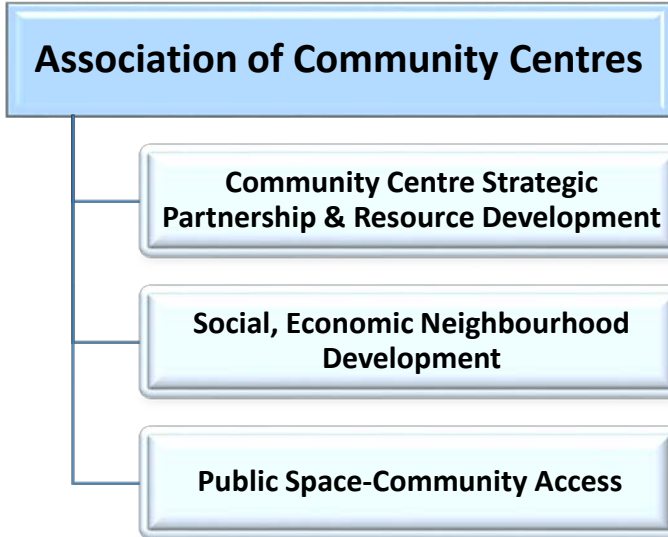 Association of Community Centres
Community Centre Strategic
Partnership & Resource Development
Social, Economic Neighbourhood
Development
Public Space-Community Access